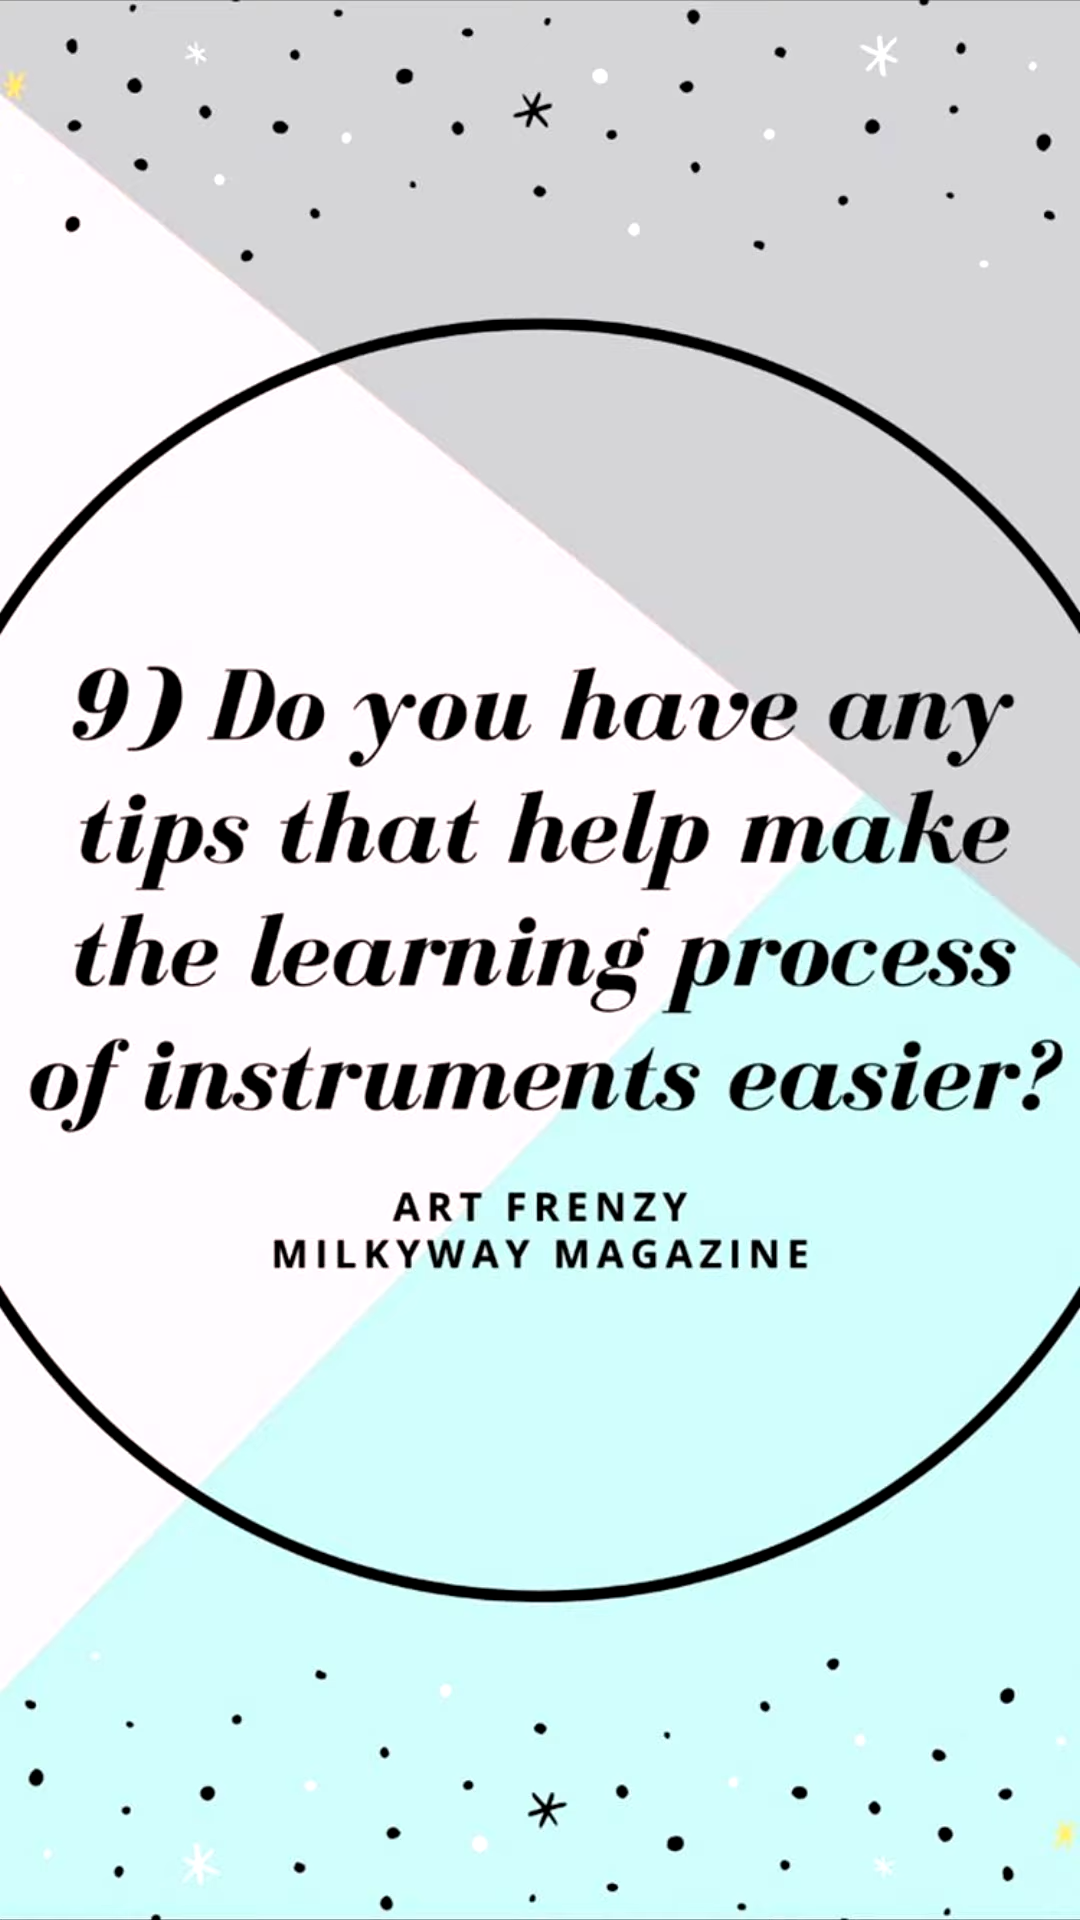 9) Do you have any
tips that help make
the learning process
of instruments easier?
ART FRENZY
MILKYWAY MAGAZINE